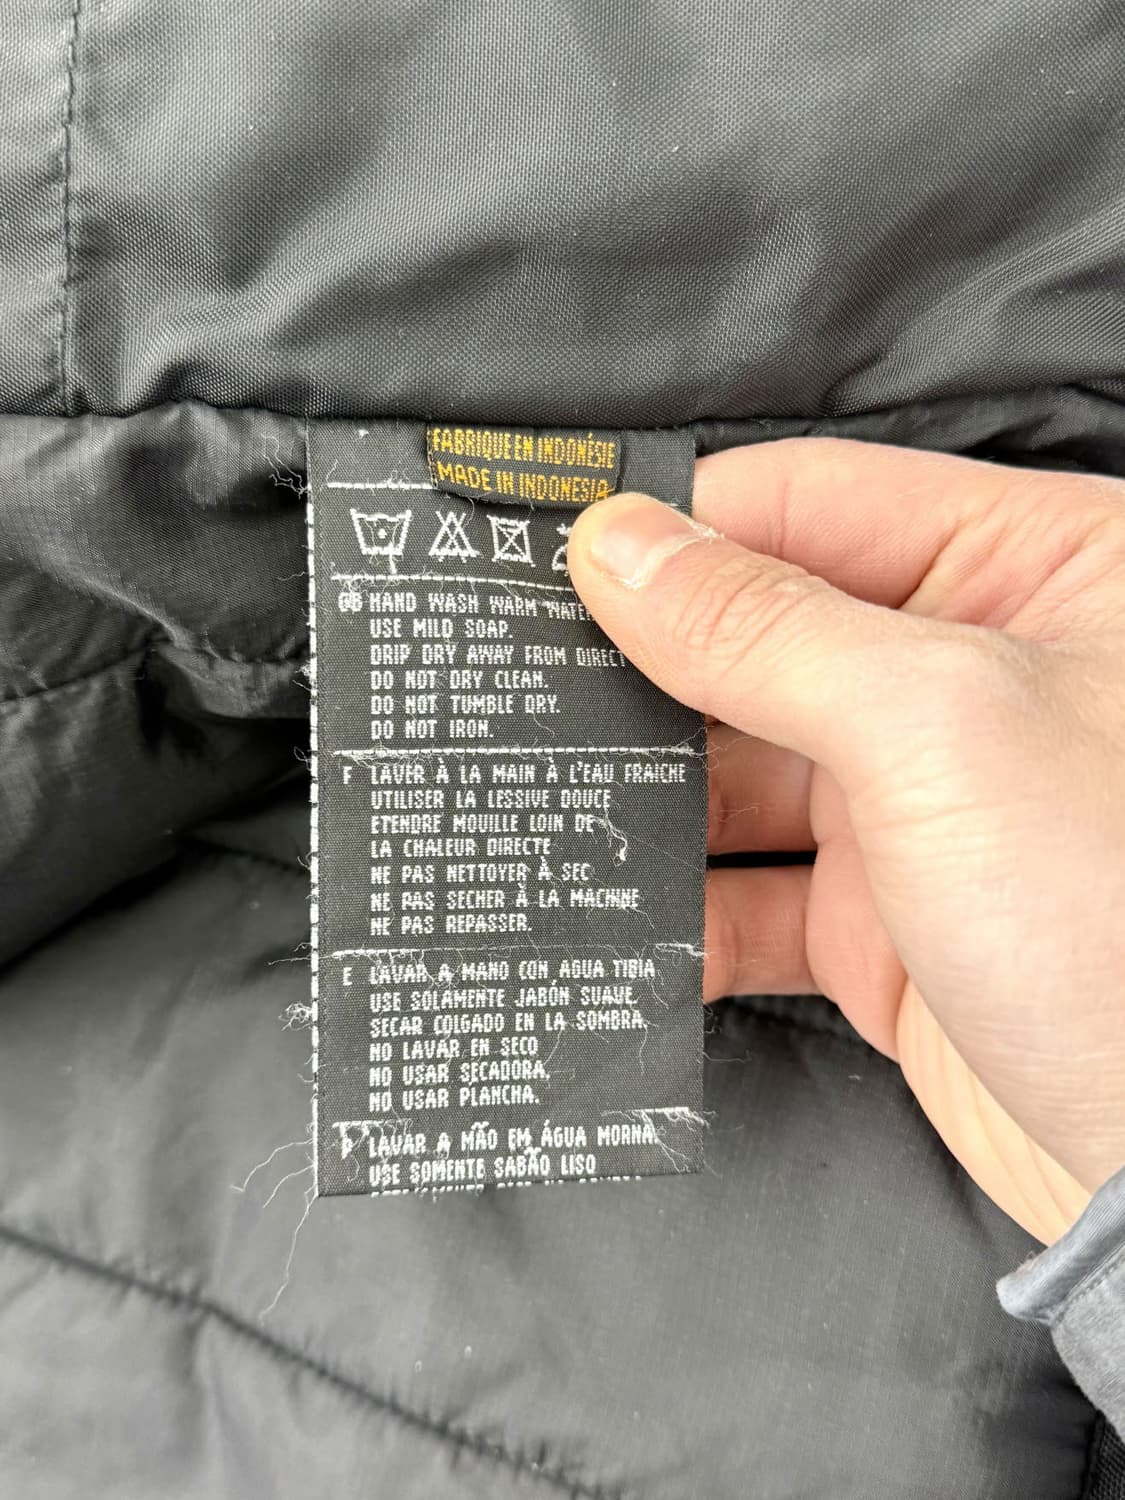 FABRIQUE EN INDONÉSIE
MADE IN INDONESIA
GB HAND WASH WARM WATE
USE MILD SOAP.
DRIP DRY AWAY FROM DIRECT
DO NOT DRY CLEAN.
DO NOT TUMBLE DRY.
DO NOT IRON.
F LAVER À LA MAIN À L'EAU FRAICHE
UTILISER LA LESSIVE DOUCE
ETENDRE MOUILLE LOIN DE
LA CHALEUR DIRECTE
NE PAS NETTOYER À SEC
NE PAS SECHER À LA MACHINE
NE PAS REPASSER.
E LAVAR A MANO CON AGUA TIBIA
USE SOLAMENTE JABÓN SUAVE.
SECAR COLGADO EN LA SOMBRA.
NO LAVAR EN SECO
NO USAR SECADORA.
NO USAR PLANCHA.
P LAVAR A MÃO EM ÁGUA MORNA.
USE SOMENTE SABÃO LISO